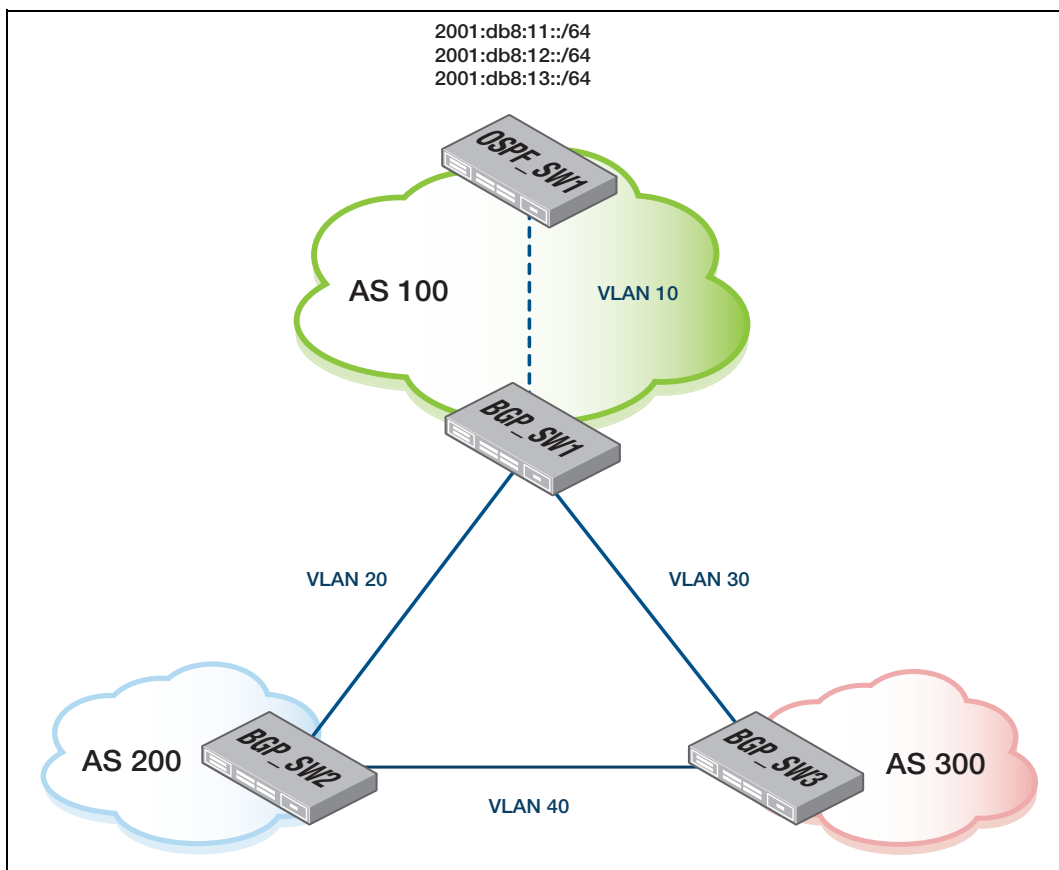 2001:db8:11::/64
2001:db8:12::/64
2001:db8:13::/64
OSPF_SW1
AS 100
VLAN 10
BGP_SW1
VLAN 20
VLAN 30
AS 200
BGP_SW2
BGP_SW3
AS 300
VLAN 40